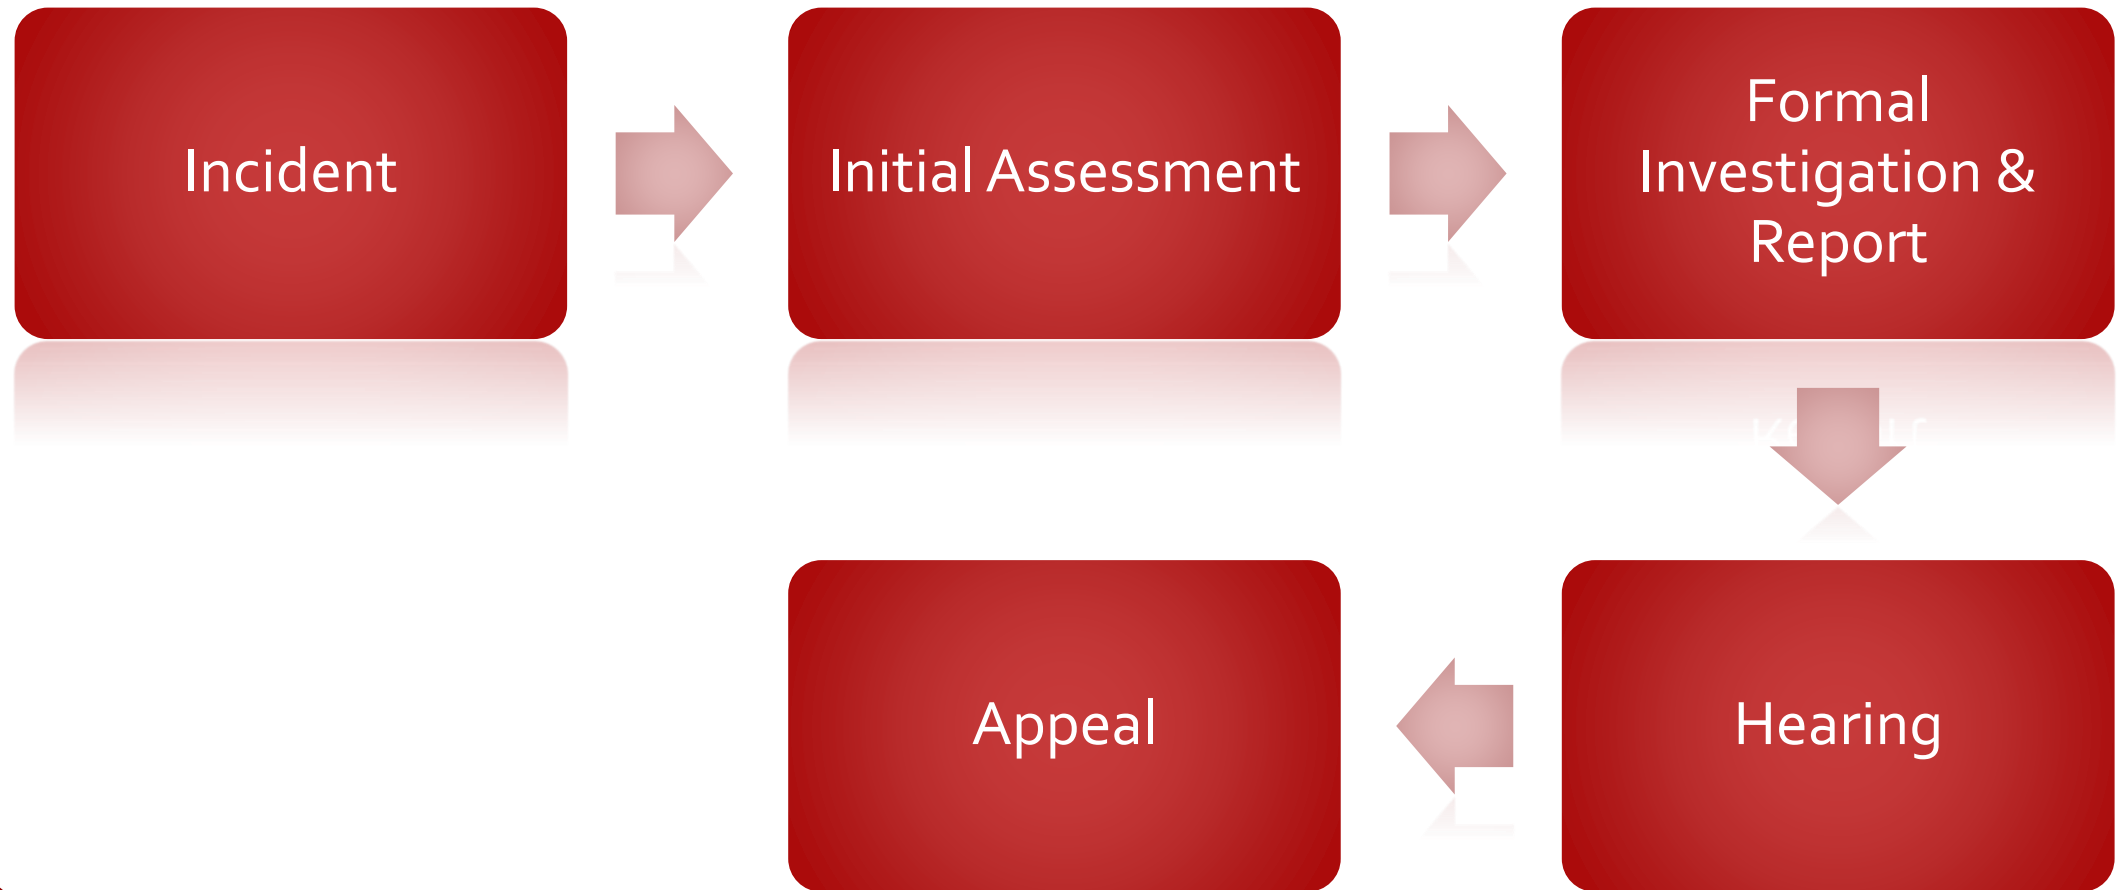 Incident
Initial Assessment
Formal
Investigation &
Report
Hearing
Appeal